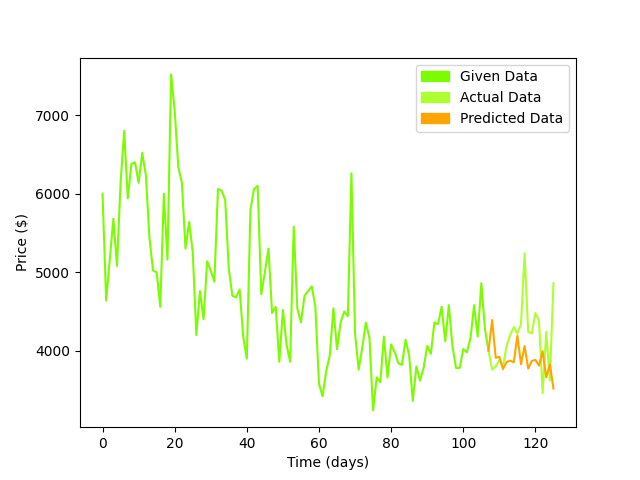 Given Data
Actual Data
Predicted Data
Price ($)
7000
6000
5000
4000
0 20 40 60 80 100 120
Time (days)